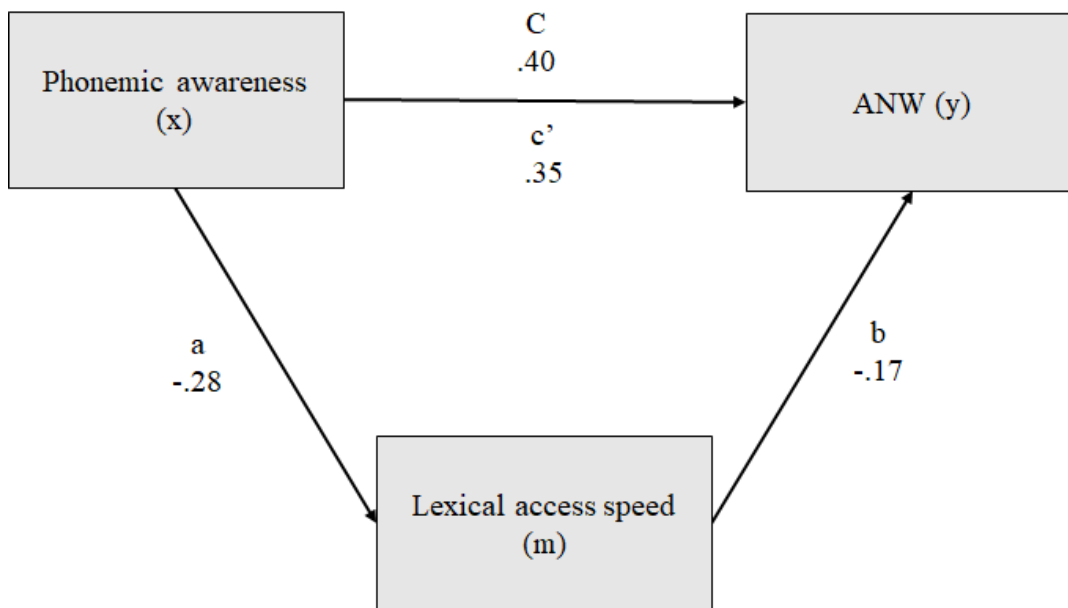 C
.40
Phonemic awareness
(x)
ANW (y)
c’
.35
a
-.28
b
-.17
Lexical access speed
(m)